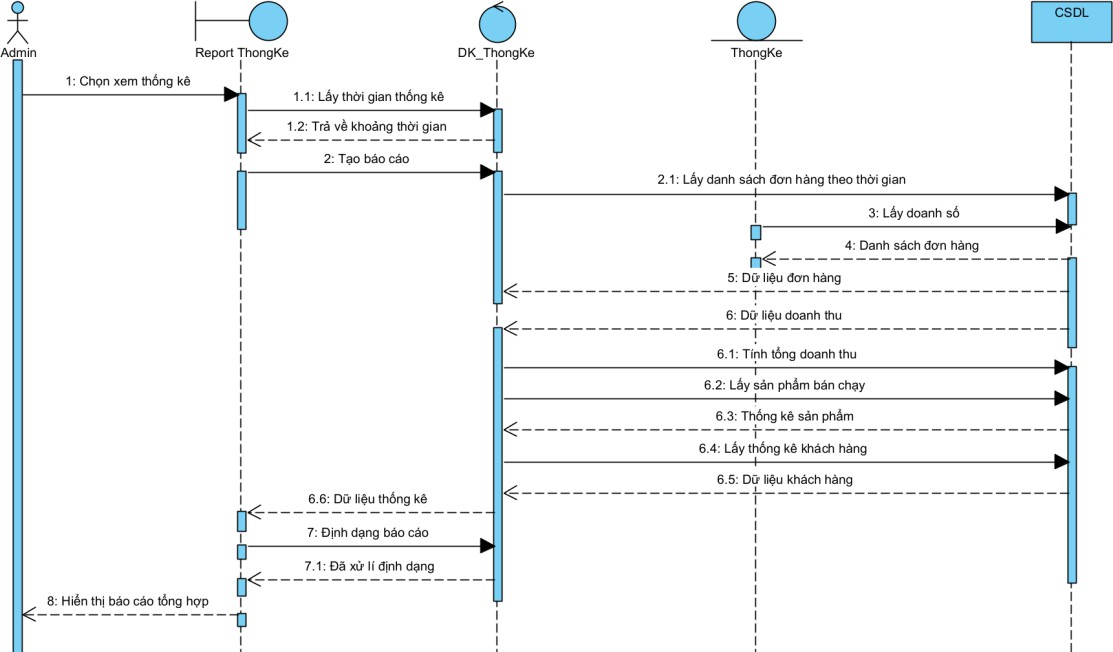 CSDL
Admin
Report ThongKe
DK_ThongKe
ThongKe
1: Chọn xem thống kê
1.1: Lấy thời gian thống kê
1.2: Trả về khoảng thời gian
2: Tạo báo cáo
2.1: Lấy danh sách đơn hàng theo thời gian
3: Lấy doanh số
4: Danh sách đơn hàng
5: Dữ liệu đơn hàng
6: Dữ liệu doanh thu
6.1: Tính tổng doanh thu
6.2: Lấy sản phẩm bán chạy
6.3: Thống kê sản phẩm
6.4: Lấy thống kê khách hàng
6.5: Dữ liệu khách hàng
6.6: Dữ liệu thống kê
7: Định dạng báo cáo
7.1: Đã xử lí định dạng
8: Hiển thị báo cáo tổng hợp